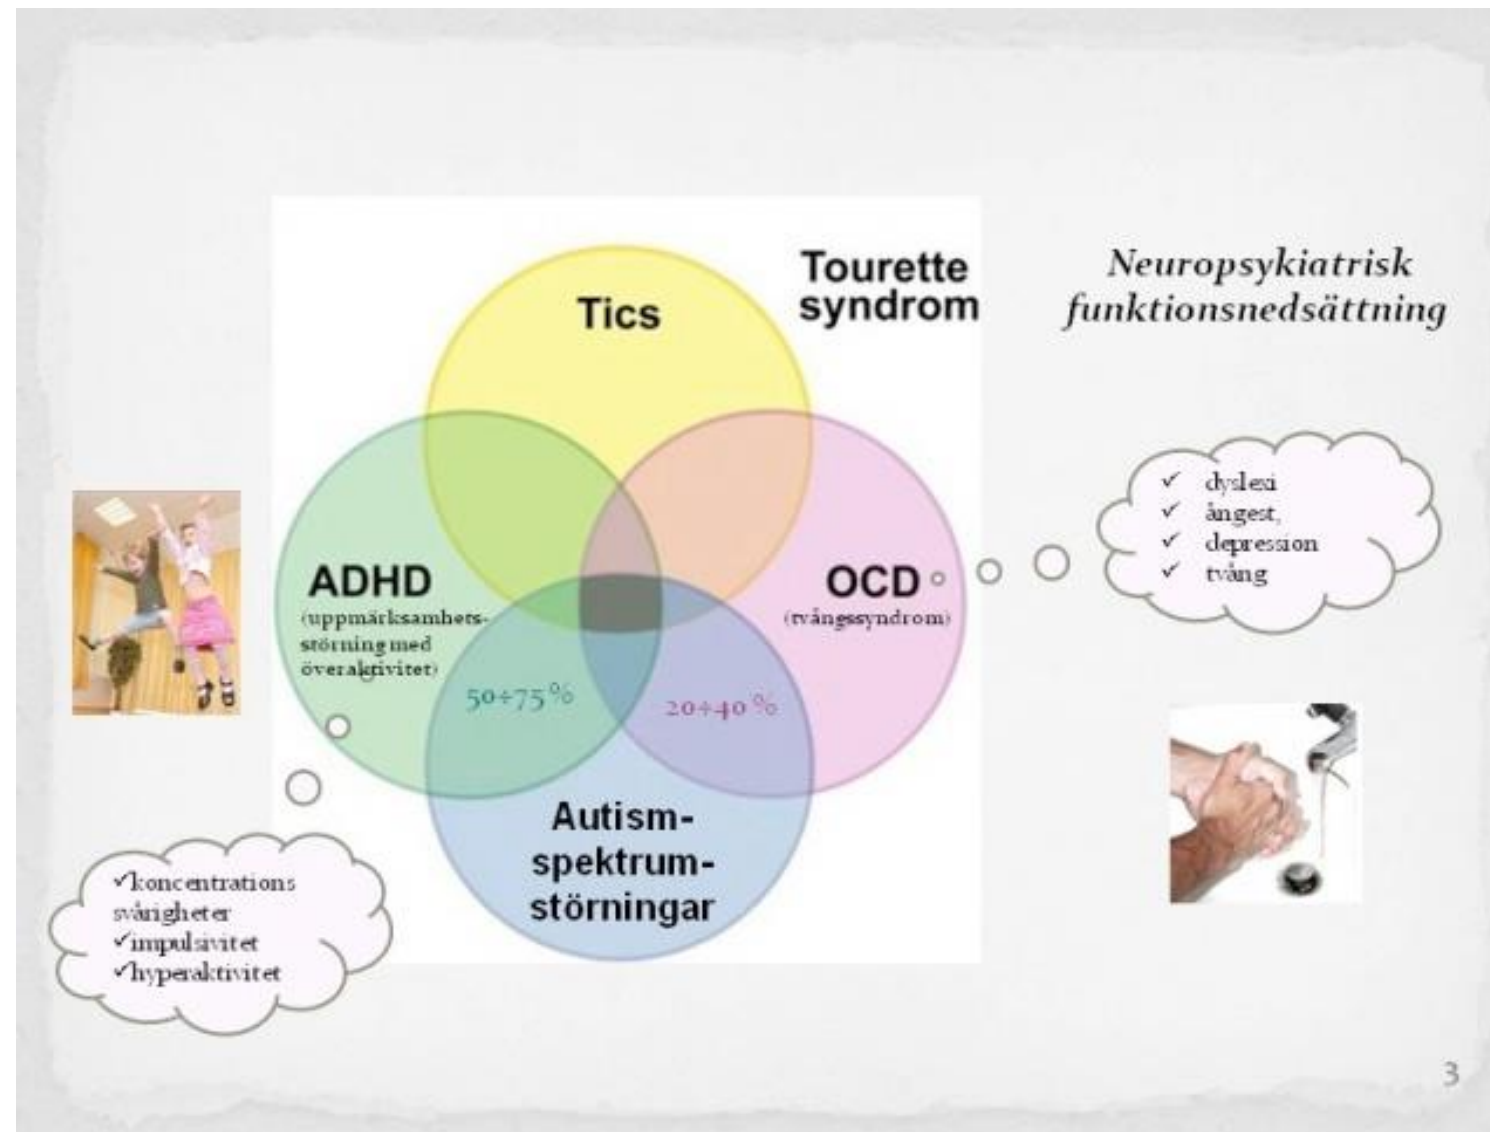 Neuropsykiatrisk
funktionsnedsättning
Tourette
syndrom
Tics
ADHD
(uppmärksamhets-
störning med
överaktivitet)
OCD
(tvångssyndrom)
50÷75 %
20÷40 %
Autism-
spektrum-
störningar
✓ dyslexi
✓ ångest,
✓ depression
✓ tvång
✓koncentrations
svårigheter
✓impulsivitet
✓hyperaktivitet
3